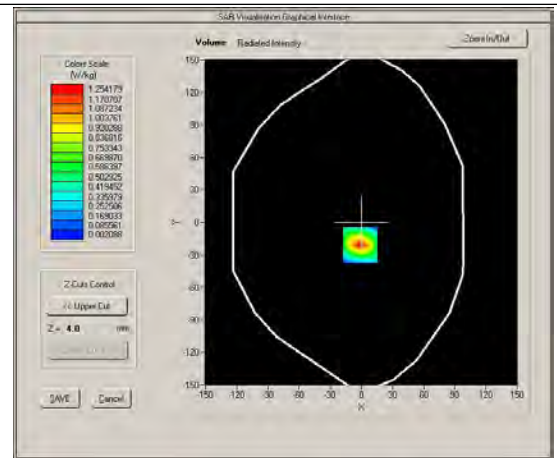 SAR Visualisation Graphical Interface
Volume Radiated Intensity
Zoom In/Out
Colors Scale
(W/kg)
1.254179
1.170707
1.087234
1.003761
0.920288
0.836816
0.753343
0.669870
0.586397
0.502925
0.419452
0.335979
0.252506
0.169033
0.085561
0.002088
150
120
90
60
30
0
-30
-60
-90
-120
-150
Y
-150 -120 -90 -60 -30 0 30 60 90 120 150
X
Z-Cuts Control
<< Upper Cut
Z = 4.0 mm
SAVE
Cancel